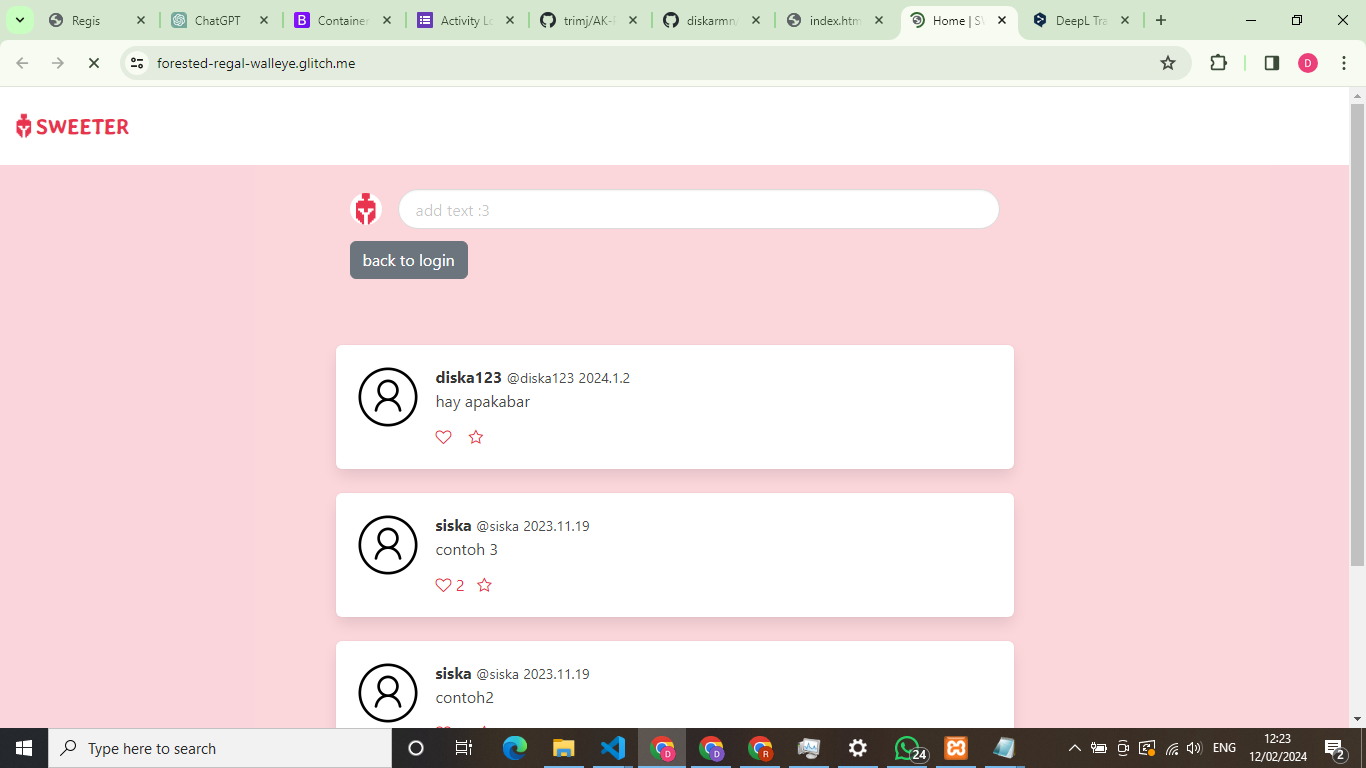 Regis
ChatGPT
Container
Activity Lo
trimj/AK-
diskarmn
index.htm
Home | SW
DeepL Tra
forested-regal-walleye.glitch.me
D
SWEETER
add text :3
back to login
diska123 @diska123 2024.1.2
hay apakabar
siska @siska 2023.11.19
contoh 3
2
siska @siska 2023.11.19
contoh2
Type here to search
D
D
R
24
ENG
12:23
12/02/2024
2